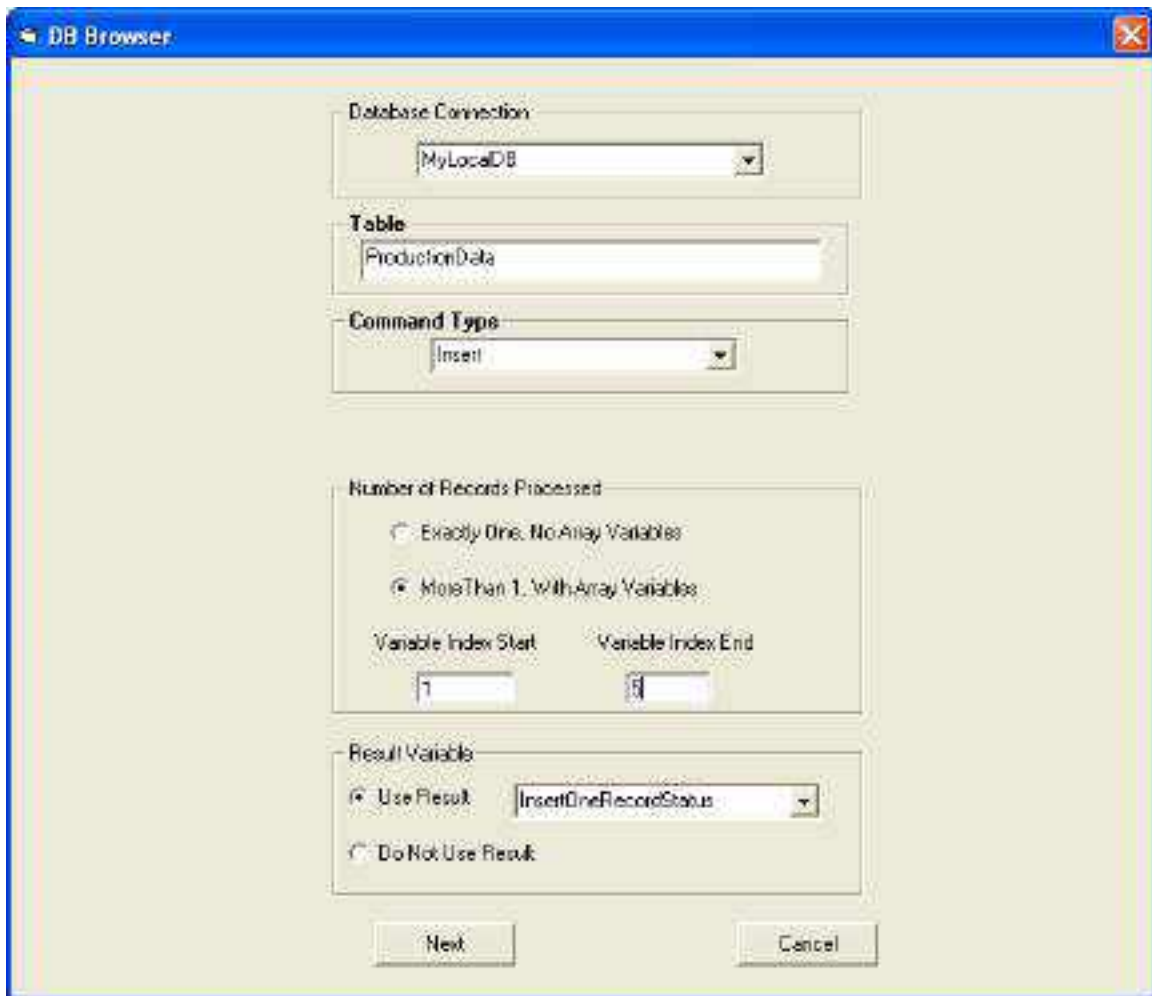 DB Browser
Database Connection
MyLocalDB
Table
ProductionData
Command Type
Insert
Number of Records Processed
Exactly One, No Array Variables
More Than 1, With Array Variables
Variable Index Start Variable Index End
1 5
Result Variable
Use Result InsertOneRecordStatus
Do Not Use Result
Next Cancel